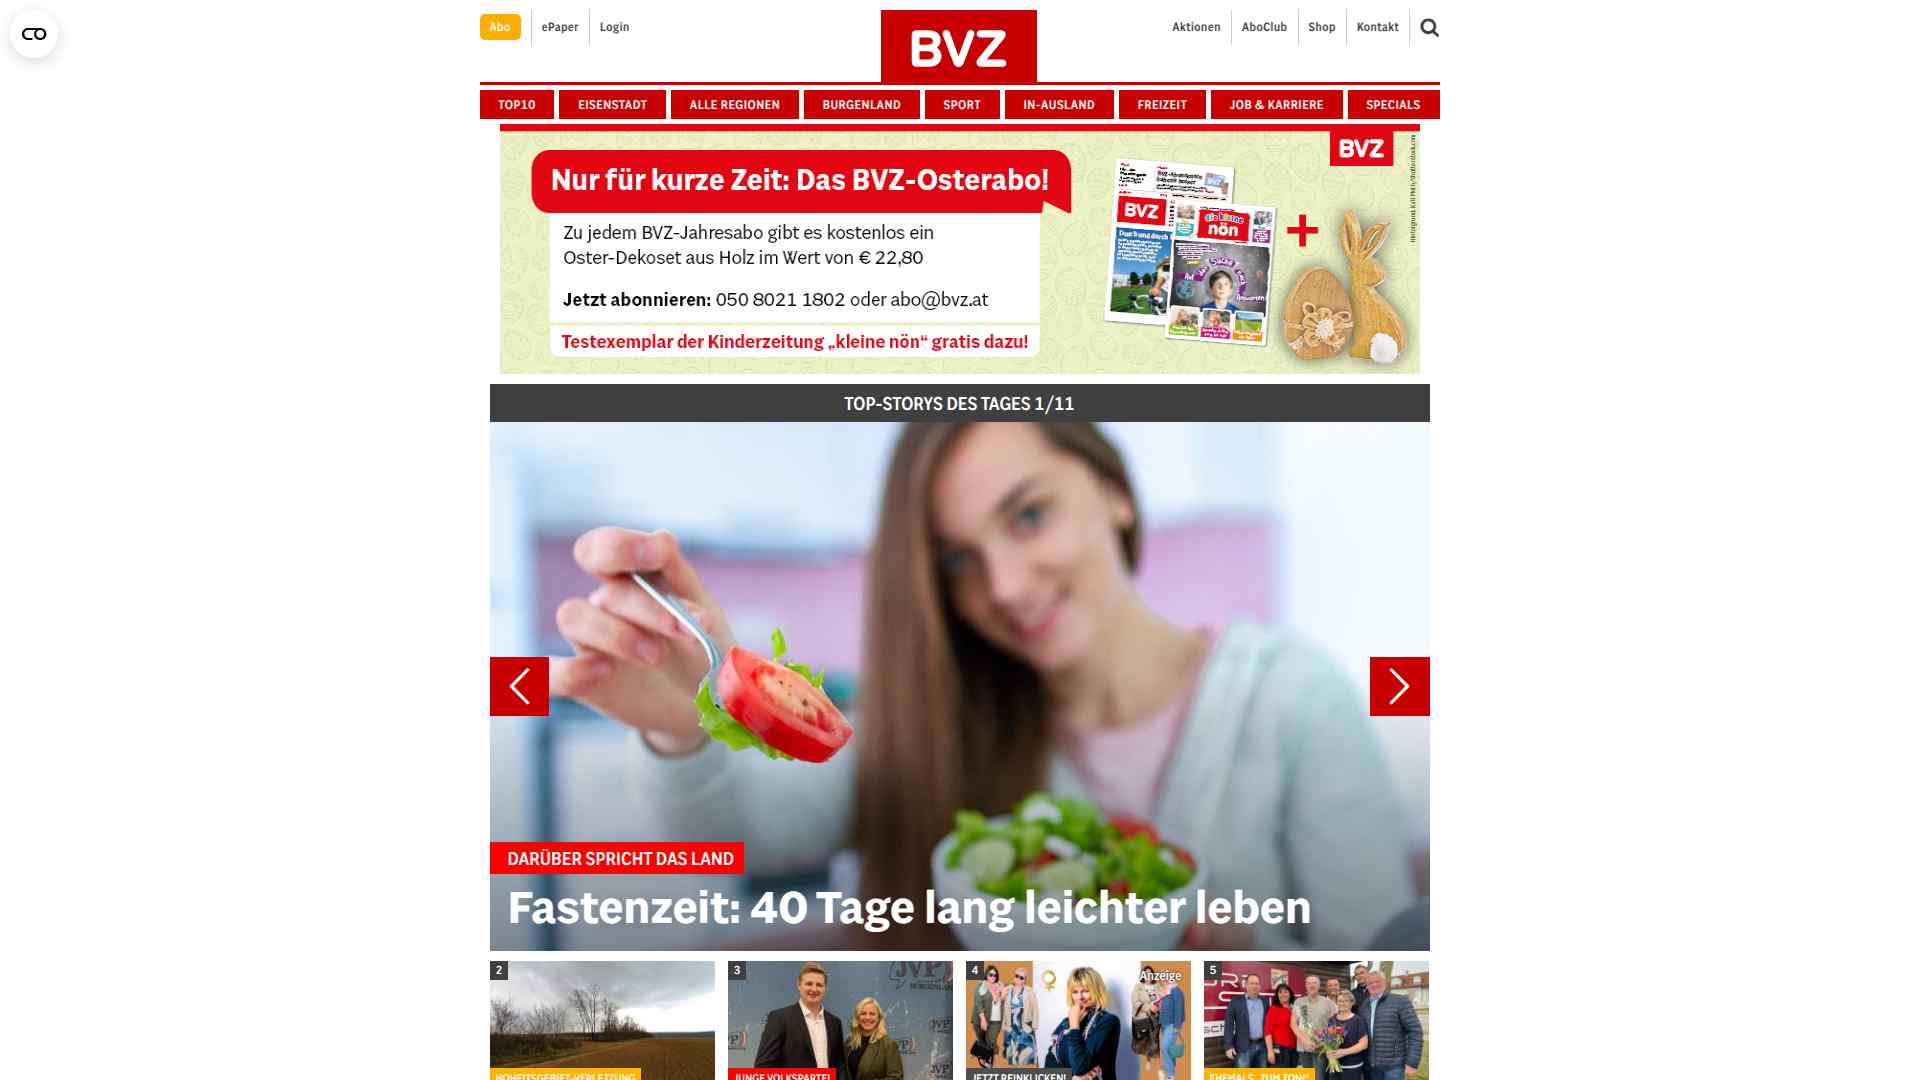 Abo
ePaper
Login
BVZ
Aktionen
AboClub
Shop
Kontakt
TOP10
EISENSTADT
ALLE REGIONEN
BURGENLAND
SPORT
IN-AUSLAND
FREIZEIT
JOB & KARRIERE
SPECIALS
Nur für kurze Zeit: Das BVZ-Osterabo!
Zu jedem BVZ-Jahresabo gibt es kostenlos ein
Oster-Dekoset aus Holz im Wert von € 22,80
Jetzt abonnieren: 050 8021 1802 oder abo@bvz.at
Testexemplar der Kinderzeitung „kleine nön“ gratis dazu!
BVZ
BVZ
die kleine
nön
+
TOP-STORYS DES TAGES 1/11
DARÜBER SPRICHT DAS LAND
Fastenzeit: 40 Tage lang leichter leben
2
HOHEITSGEBIET-VERLETZUNG
3
JVP
BURGENLAND
JVP
JUNGE VOLKSPARTEI
4
Anzeige
JETZT REINKLICKEN!
5
EHEMALS „ZUM TONI“